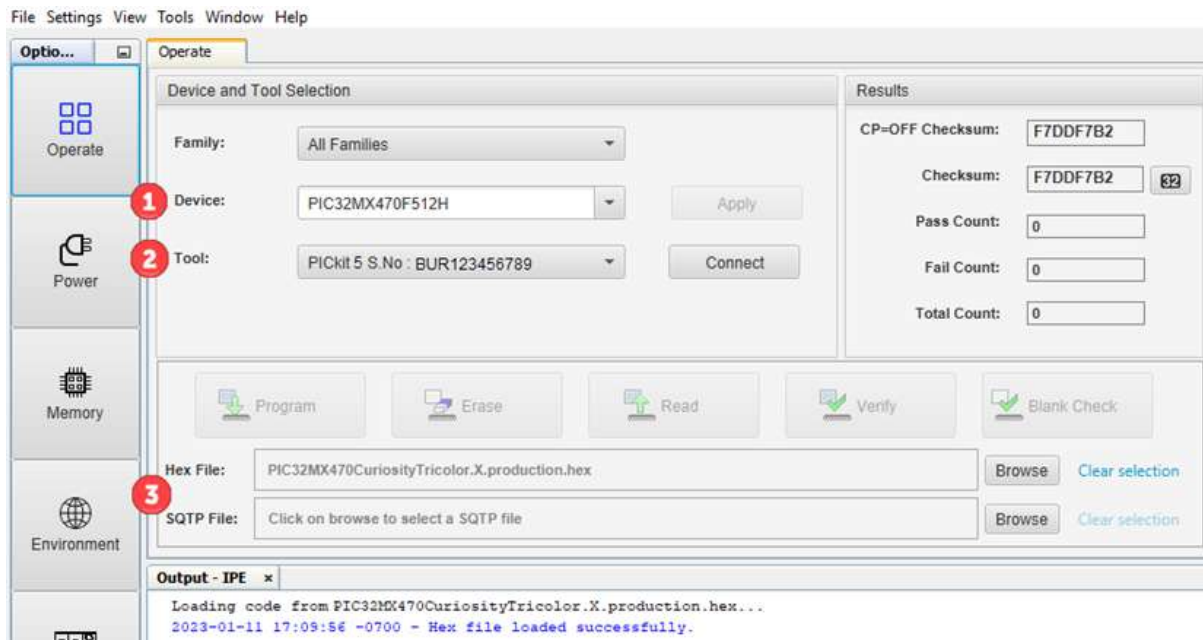 File Settings View Tools Window Help
Optio...
Operate
Operate
Power
Memory
Environment
Device and Tool Selection
Family: All Families
1 Device: PIC32MX470F512H Apply
2 Tool: PICkit 5 S.No : BUR123456789 Connect
Results
CP=OFF Checksum: F7DDF7B2
Checksum: F7DDF7B2 32
Pass Count: 0
Fail Count: 0
Total Count: 0
Program Erase Read Verify Blank Check
Hex File: PIC32MX470CuriosityTricolor.X.production.hex Browse Clear selection
3
SQTP File: Click on browse to select a SQTP file Browse Clear selection
Output - IPE ×
Loading code from PIC32MX470CuriosityTricolor.X.production.hex...
2023-01-11 17:09:56 -0700 - Hex file loaded successfully.